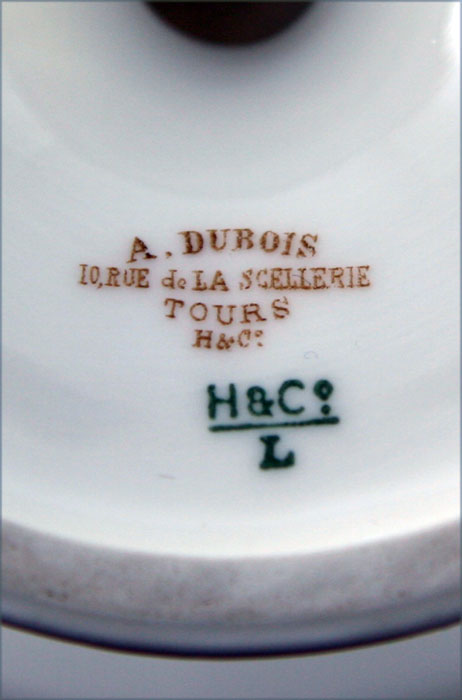 A. DUBOIS
10, RUE de LA SCELLERIE
TOURS
H&Cº
H&Cº
L